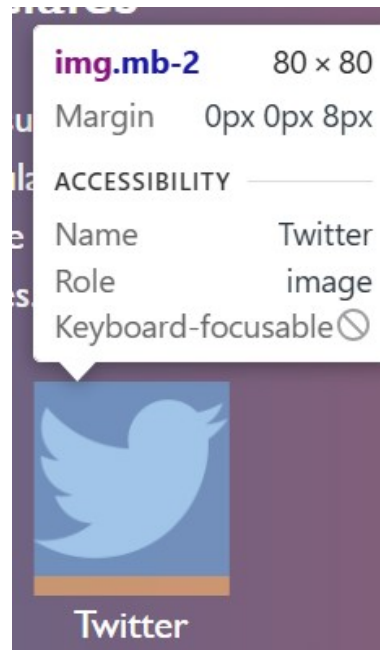 img.mb-2 80 × 80
Margin 0px 0px 8px
ACCESSIBILITY
Name Twitter
Role image
Keyboard-focusable
Twitter